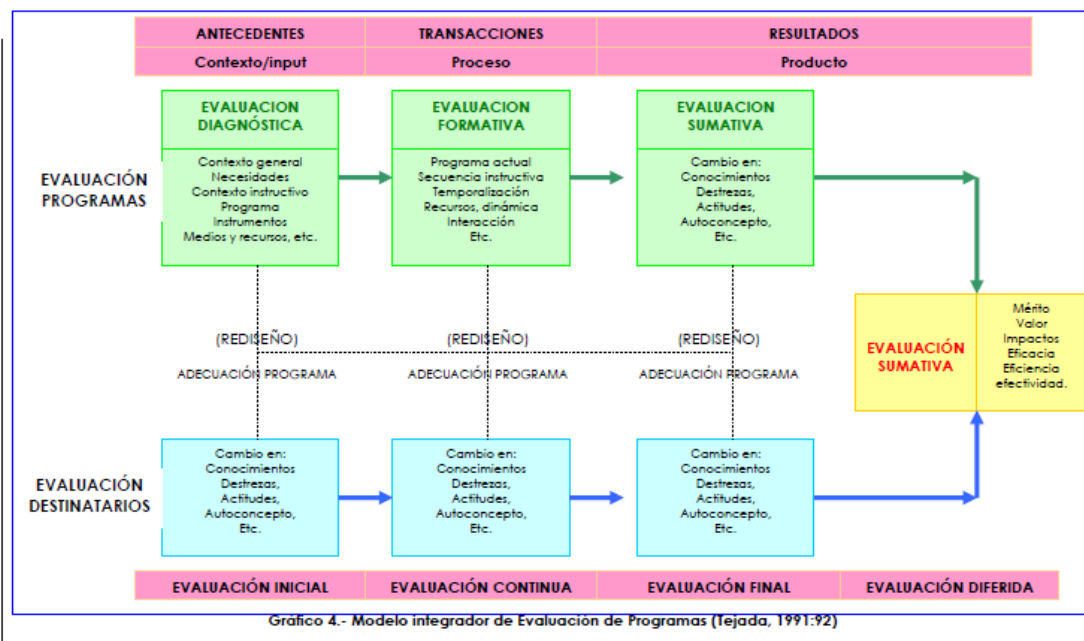 ANTECEDENTES
TRANSACCIONES
RESULTADOS
Contexto/input
Proceso
Producto
EVALUACIÓN PROGRAMAS
EVALUACION
DIAGNÓSTICA
Contexto general
Necesidades
Contexto instructivo
Programa
Instrumentos
Medios y recursos, etc.
EVALUACION
FORMATIVA
Programa actual
Secuencia instructiva
Temporalización
Recursos, dinámica
Interacción
Etc.
EVALUACION
SUMATIVA
Cambio en:
Conocimientos
Destrezas,
Actitudes,
Autoconcepto,
Etc.
(REDISEÑO)
(REDISEÑO)
(REDISEÑO)
ADECUACIÓN PROGRAMA
ADECUACIÓN PROGRAMA
ADECUACIÓN PROGRAMA
EVALUACIÓN
SUMATIVA
Mérito
Valor
Impactos
Eficacia
Eficiencia
efectividad.
EVALUACIÓN
DESTINATARIOS
Cambio en:
Conocimientos
Destrezas,
Actitudes,
Autoconcepto,
Etc.
Cambio en:
Conocimientos
Destrezas,
Actitudes,
Autoconcepto,
Etc.
Cambio en:
Conocimientos
Destrezas,
Actitudes,
Autoconcepto,
Etc.
EVALUACIÓN INICIAL
EVALUACIÓN CONTINUA
EVALUACIÓN FINAL
EVALUACIÓN DIFERIDA
Gráfico 4.- Modelo integrador de Evaluación de Programas (Tejada, 1991:92)